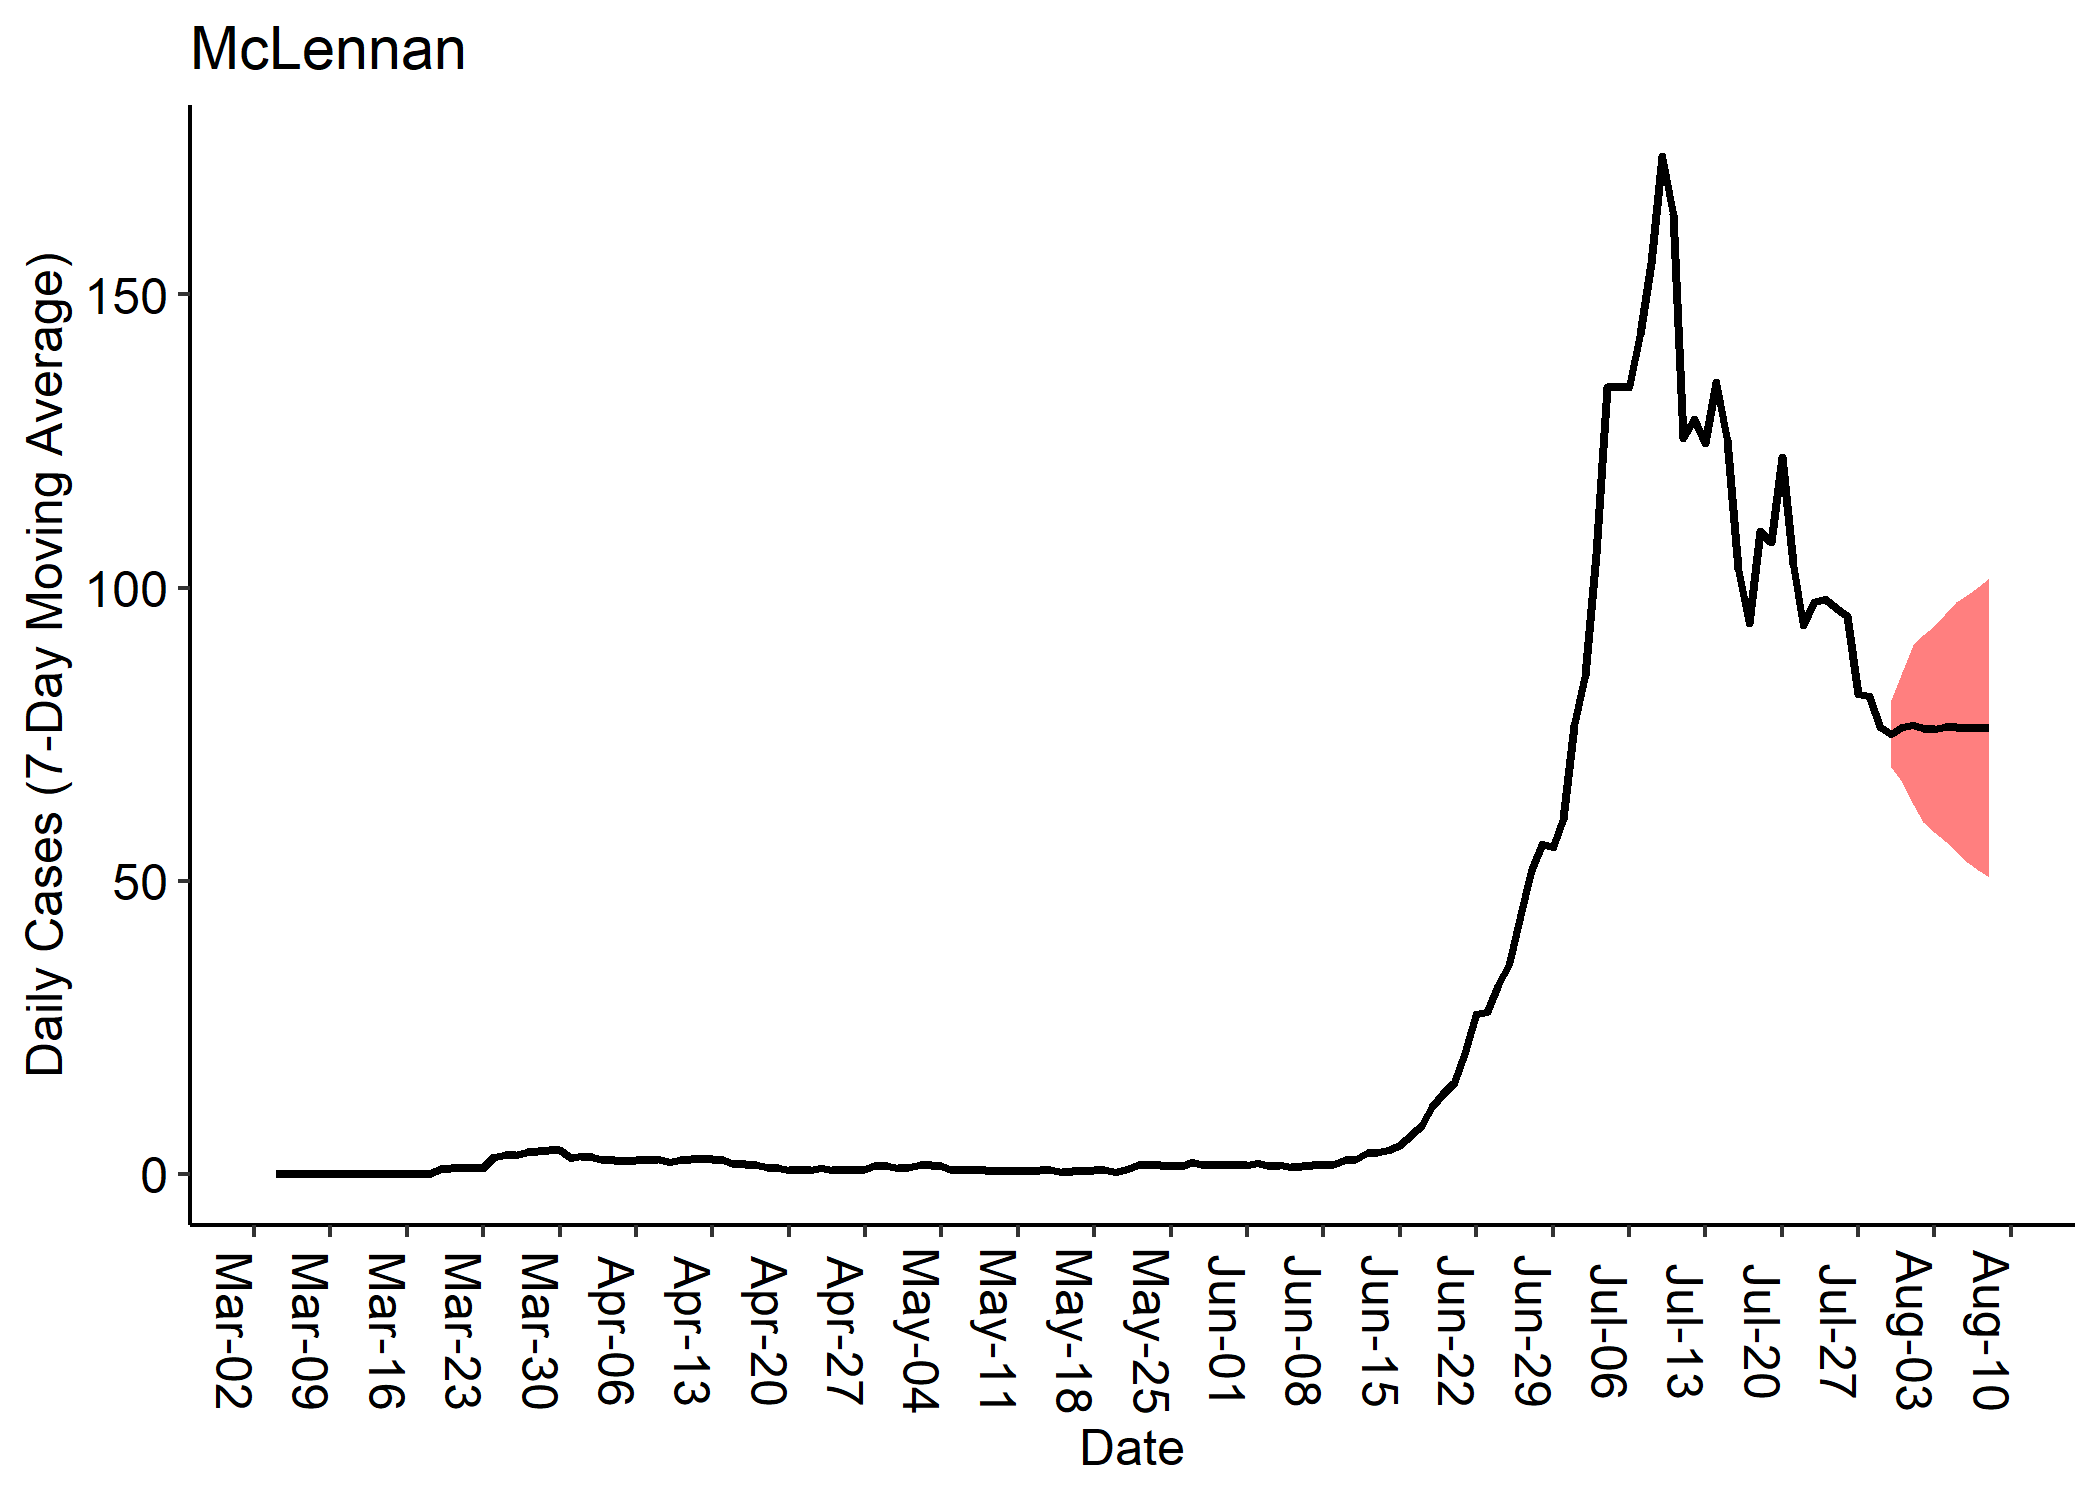 McLennan
Daily Cases (7-Day Moving Average)
150
100
50
0
Mar-02
Mar-09
Mar-16
Mar-23
Mar-30
Apr-06
Apr-13
Apr-20
Apr-27
May-04
May-11
May-18
May-25
Jun-01
Jun-08
Jun-15
Jun-22
Jun-29
Jul-06
Jul-13
Jul-20
Jul-27
Aug-03
Aug-10
Date